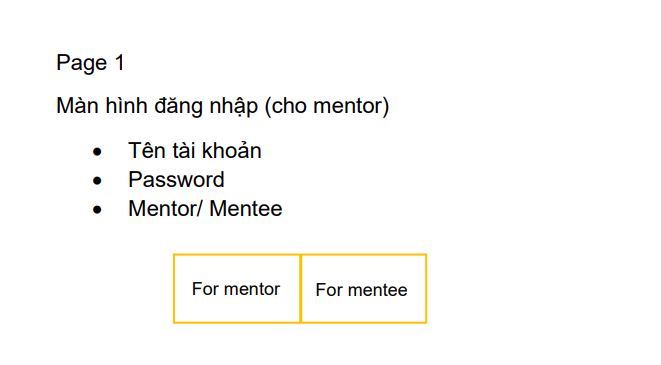 Page 1
Màn hình đăng nhập (cho mentor)
• Tên tài khoản
• Password
• Mentor/ Mentee
For mentor For mentee